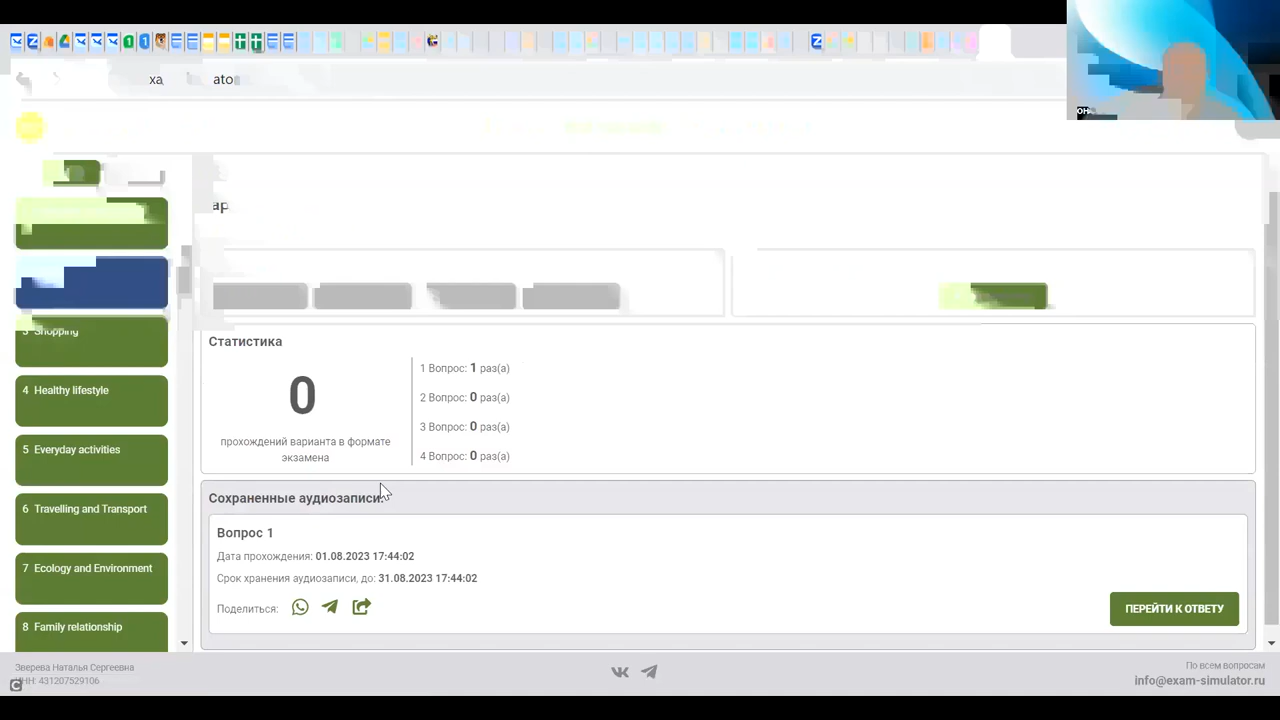 ха ato
ар
3 Shopping
4 Healthy lifestyle
5 Everyday activities
6 Travelling and Transport
7 Ecology and Environment
8 Family relationship
Статистика
0
прохождений варианта в формате
экзамена
1 Вопрос: 1 раз(а)
2 Вопрос: 0 раз(а)
3 Вопрос: 0 раз(а)
4 Вопрос: 0 раз(а)
Сохраненные аудиозаписи:
Вопрос 1
Дата прохождения: 01.08.2023 17:44:02
Срок хранения аудиозаписи, до: 31.08.2023 17:44:02
Поделиться:
ПЕРЕЙТИ К ОТВЕТУ
Зверева Наталья Сергеевна
ИНН: 431207529106
По всем вопросам
info@exam-simulator.ru